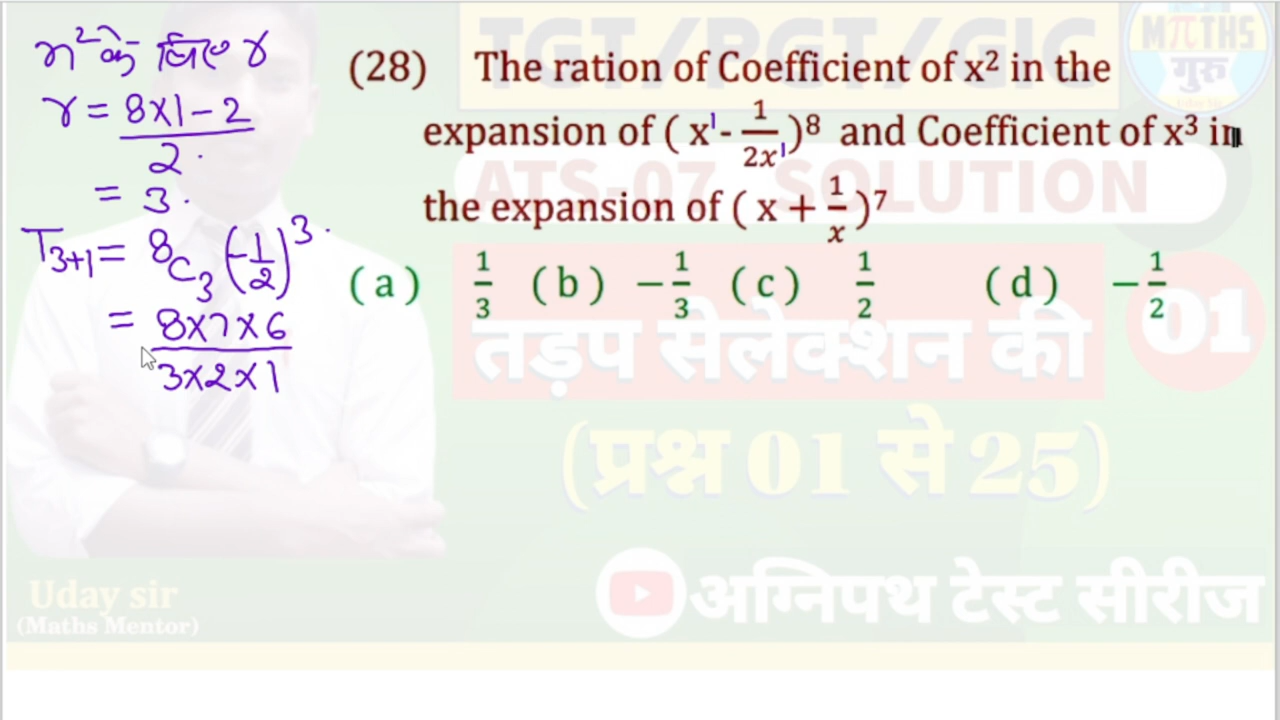 x² के लिए r
r = 8×1-2 / 2
= 3
T₃₊₁ = ⁸C₃ (-1/2)³
= 8×7×6 / 3×2×1
TGT/PGT/GIC
MπTHS
गुरु
(28) The ration of Coefficient of x² in the
expansion of ( x¹ - 1/2x¹ )⁸ and Coefficient of x³ in
ATS-07 SOLUTION
the expansion of ( x + 1/x )⁷
(a) 1/3 (b) -1/3 (c) 1/2 (d) -1/2
तड़प सेलेक्शन की 01
(प्रश्न 01 से 25)
Uday sir
(Maths Mentor)
अग्निपथ टेस्ट सीरीज